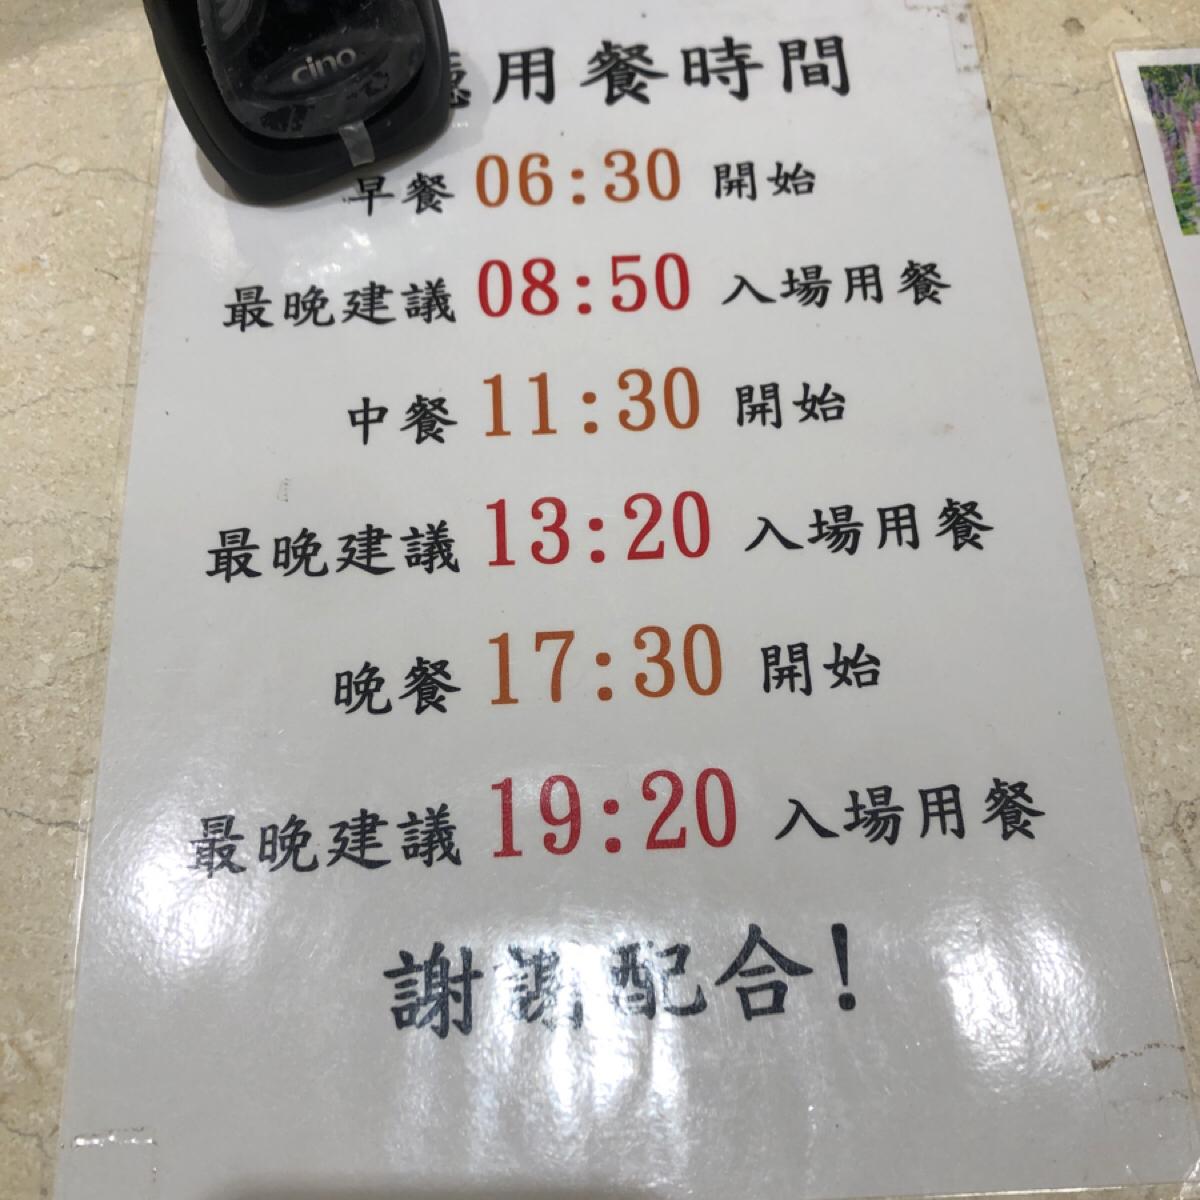 cino
用餐時間
早餐 06:30 開始
最晚建議 08:50 入場用餐
中餐 11:30 開始
最晚建議 13:20 入場用餐
晚餐 17:30 開始
最晚建議 19:20 入場用餐
謝謝配合!